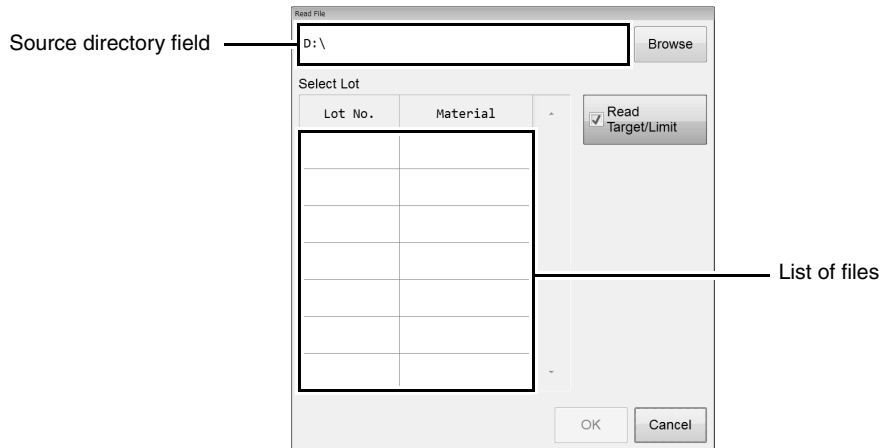 Read File
Source directory field
D:\
Browse
Select Lot
Lot No.
Material
Read
Target/Limit
List of files
OK
Cancel